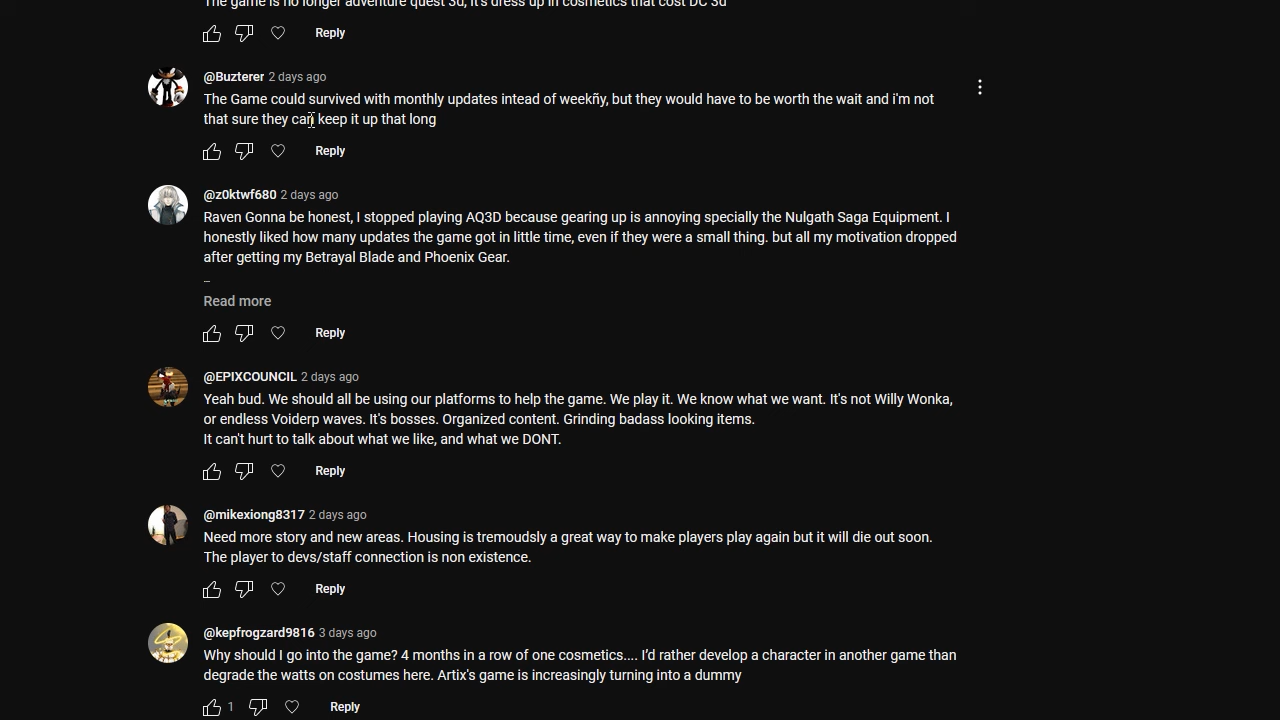 The game is no longer adventure quest 3d, it's dress up in cosmetics that cost DC 3d
Reply
@Buzterer 2 days ago
The Game could survived with monthly updates intead of weekñy, but they would have to be worth the wait and i'm not
that sure they can keep it up that long
Reply
@z0ktwf680 2 days ago
Raven Gonna be honest, I stopped playing AQ3D because gearing up is annoying specially the Nulgath Saga Equipment. I
honestly liked how many updates the game got in little time, even if they were a small thing. but all my motivation dropped
after getting my Betrayal Blade and Phoenix Gear.
Read more
Reply
@EPIXCOUNCIL 2 days ago
Yeah bud. We should all be using our platforms to help the game. We play it. We know what we want. It's not Willy Wonka,
or endless Voiderp waves. It's bosses. Organized content. Grinding badass looking items.
It can't hurt to talk about what we like, and what we DONT.
Reply
@mikexiong8317 2 days ago
Need more story and new areas. Housing is tremoudsly a great way to make players play again but it will die out soon.
The player to devs/staff connection is non existence.
Reply
@kepfrogzard9816 3 days ago
Why should I go into the game? 4 months in a row of one cosmetics.... I'd rather develop a character in another game than
degrade the watts on costumes here. Artix's game is increasingly turning into a dummy
1 Reply